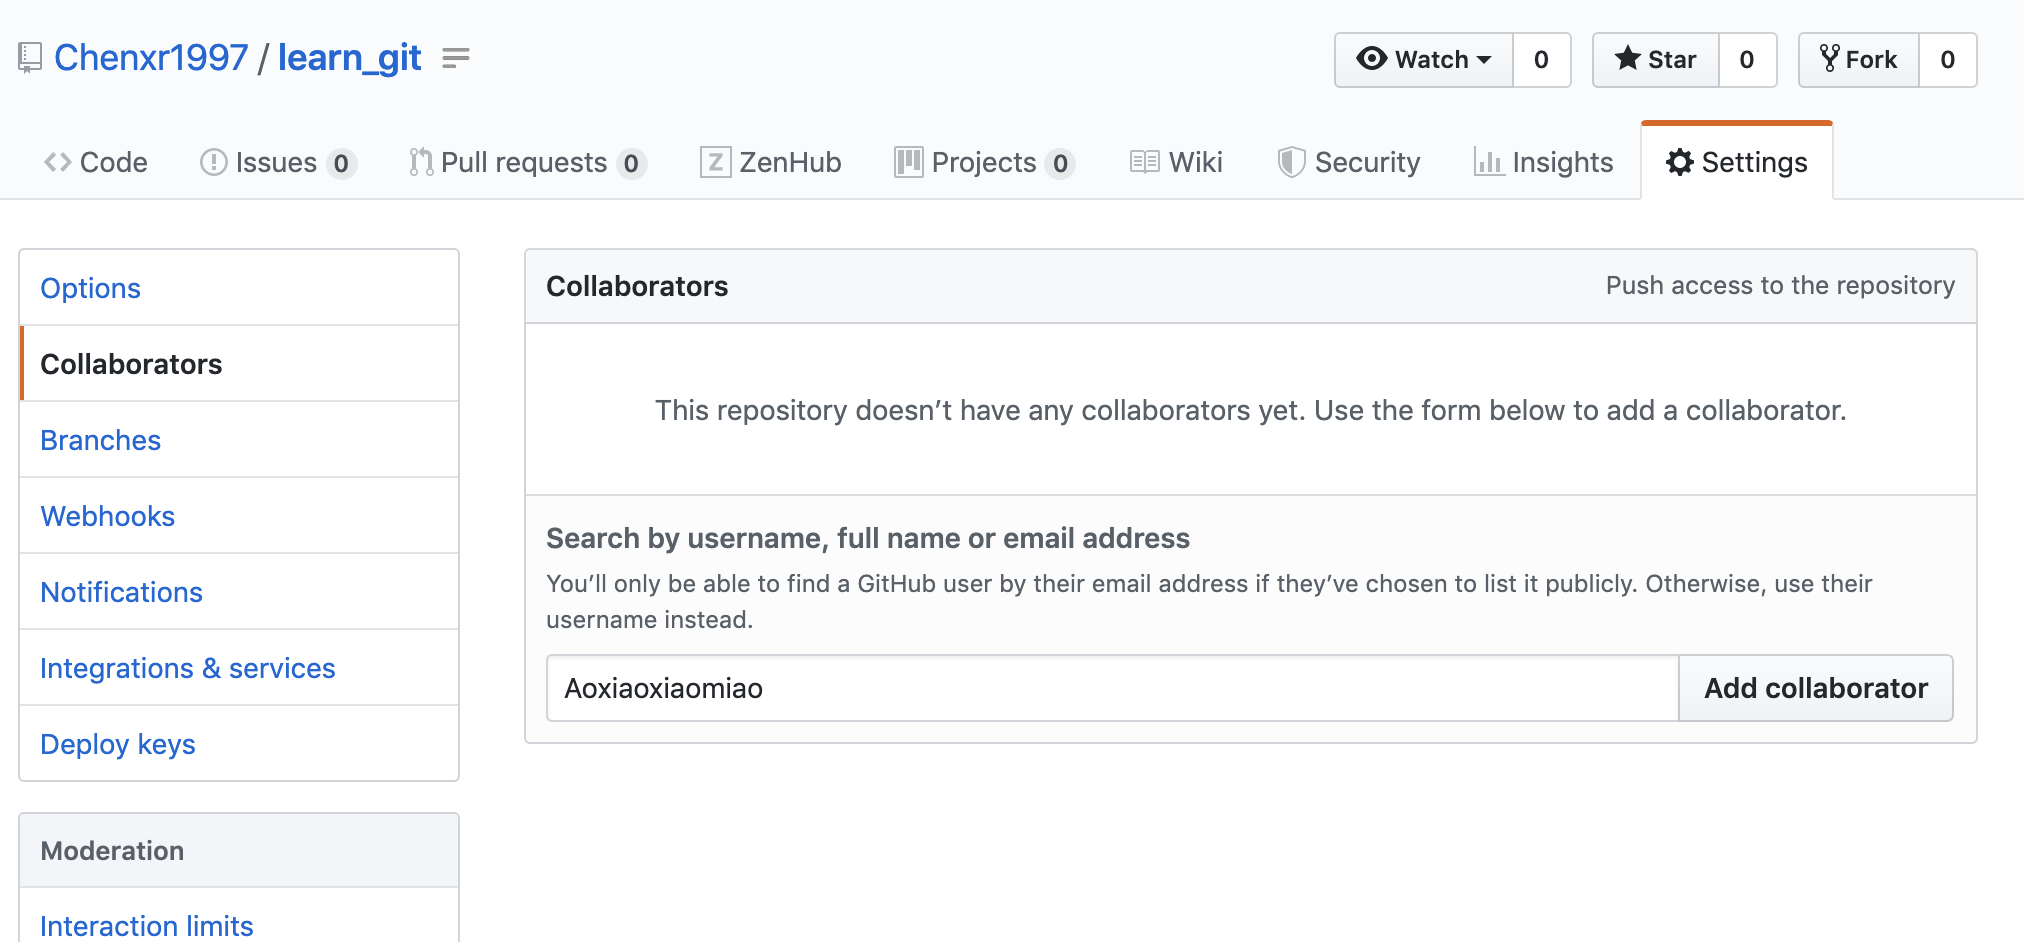 Chenxr1997 / learn_git
Watch 0 Star 0 Fork 0
Code Issues 0 Pull requests 0 Z ZenHub Projects 0 Wiki Security Insights Settings
Options
Collaborators
Branches
Webhooks
Notifications
Integrations & services
Deploy keys
Moderation
Interaction limits
Collaborators Push access to the repository
This repository doesn’t have any collaborators yet. Use the form below to add a collaborator.
Search by username, full name or email address
You’ll only be able to find a GitHub user by their email address if they’ve chosen to list it publicly. Otherwise, use their
username instead.
Aoxiaoxiaomiao Add collaborator